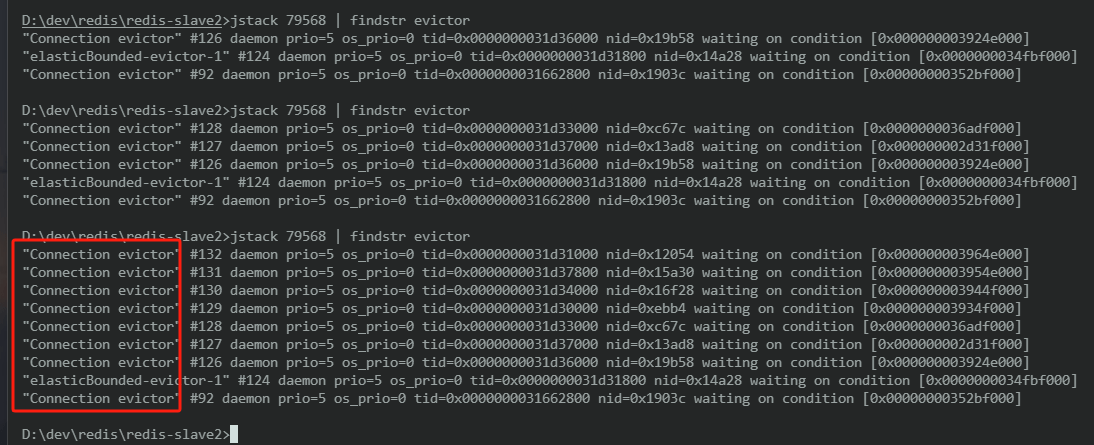 D:\dev\redis\redis-slave2>jstack 79568 | findstr evictor
"Connection evictor" #126 daemon prio=5 os_prio=0 tid=0x0000000031d36000 nid=0x19b58 waiting on condition [0x000000003924e000]
"elasticBounded-evictor-1" #124 daemon prio=5 os_prio=0 tid=0x0000000031d31800 nid=0x14a28 waiting on condition [0x0000000034fbf000]
"Connection evictor" #92 daemon prio=5 os_prio=0 tid=0x0000000031662800 nid=0x1903c waiting on condition [0x00000000352bf000]
D:\dev\redis\redis-slave2>jstack 79568 | findstr evictor
"Connection evictor" #128 daemon prio=5 os_prio=0 tid=0x0000000031d33000 nid=0xc67c waiting on condition [0x0000000036adf000]
"Connection evictor" #127 daemon prio=5 os_prio=0 tid=0x0000000031d37000 nid=0x13ad8 waiting on condition [0x000000002d31f000]
"Connection evictor" #126 daemon prio=5 os_prio=0 tid=0x0000000031d36000 nid=0x19b58 waiting on condition [0x000000003924e000]
"elasticBounded-evictor-1" #124 daemon prio=5 os_prio=0 tid=0x0000000031d31800 nid=0x14a28 waiting on condition [0x0000000034fbf000]
"Connection evictor" #92 daemon prio=5 os_prio=0 tid=0x0000000031662800 nid=0x1903c waiting on condition [0x00000000352bf000]
D:\dev\redis\redis-slave2>jstack 79568 | findstr evictor
"Connection evictor" #132 daemon prio=5 os_prio=0 tid=0x0000000031d31000 nid=0x12054 waiting on condition [0x000000003964e000]
"Connection evictor" #131 daemon prio=5 os_prio=0 tid=0x0000000031d37800 nid=0x15a30 waiting on condition [0x000000003954e000]
"Connection evictor" #130 daemon prio=5 os_prio=0 tid=0x0000000031d34000 nid=0x16f28 waiting on condition [0x000000003944f000]
"Connection evictor" #129 daemon prio=5 os_prio=0 tid=0x0000000031d30000 nid=0xebb4 waiting on condition [0x000000003934f000]
"Connection evictor" #128 daemon prio=5 os_prio=0 tid=0x0000000031d33000 nid=0xc67c waiting on condition [0x0000000036adf000]
"Connection evictor" #127 daemon prio=5 os_prio=0 tid=0x0000000031d37000 nid=0x13ad8 waiting on condition [0x000000002d31f000]
"Connection evictor" #126 daemon prio=5 os_prio=0 tid=0x0000000031d36000 nid=0x19b58 waiting on condition [0x000000003924e000]
"elasticBounded-evictor-1" #124 daemon prio=5 os_prio=0 tid=0x0000000031d31800 nid=0x14a28 waiting on condition [0x0000000034fbf000]
"Connection evictor" #92 daemon prio=5 os_prio=0 tid=0x0000000031662800 nid=0x1903c waiting on condition [0x00000000352bf000]
D:\dev\redis\redis-slave2>